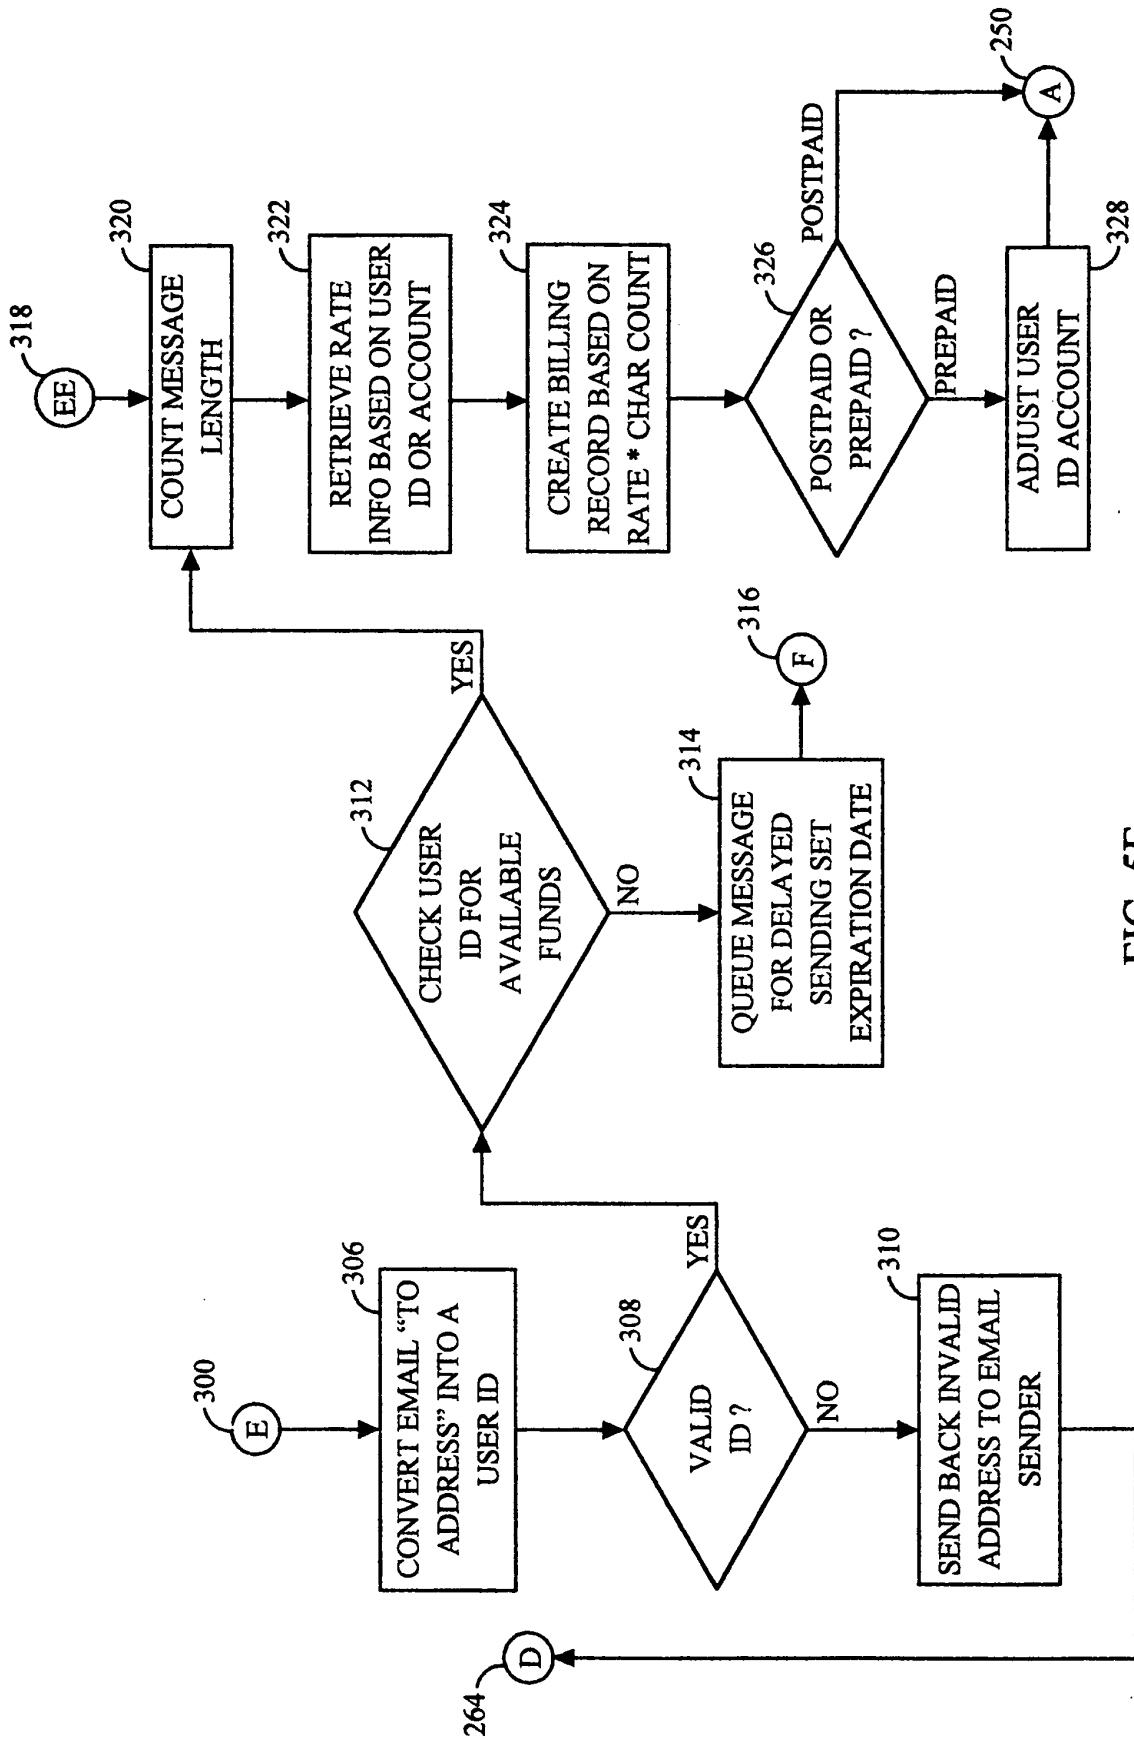 264
D
300
E
306
CONVERT EMAIL “TO
ADDRESS” INTO A
USER ID
308
VALID
ID ?
YES
NO
310
SEND BACK INVALID
ADDRESS TO EMAIL
SENDER
312
CHECK USER
ID FOR
AVAILABLE
FUNDS
YES
NO
314
QUEUE MESSAGE
FOR DELAYED
SENDING SET
EXPIRATION DATE
316
F
318
EE
320
COUNT MESSAGE
LENGTH
322
RETRIEVE RATE
INFO BASED ON USER
ID OR ACCOUNT
324
CREATE BILLING
RECORD BASED ON
RATE * CHAR COUNT
326
POSTPAID OR
PREPAID ?
POSTPAID
PREPAID
328
ADJUST USER
ID ACCOUNT
250
A